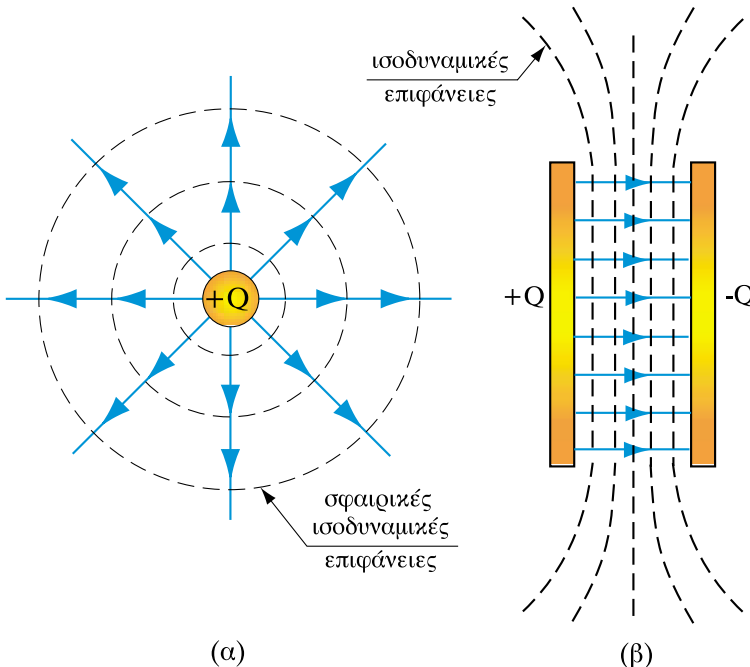 ισοδυναμικές
επιφάνειες
+Q
+Q
-Q
σφαιρικές
ισοδυναμικές
επιφάνειες
(α)
(β)